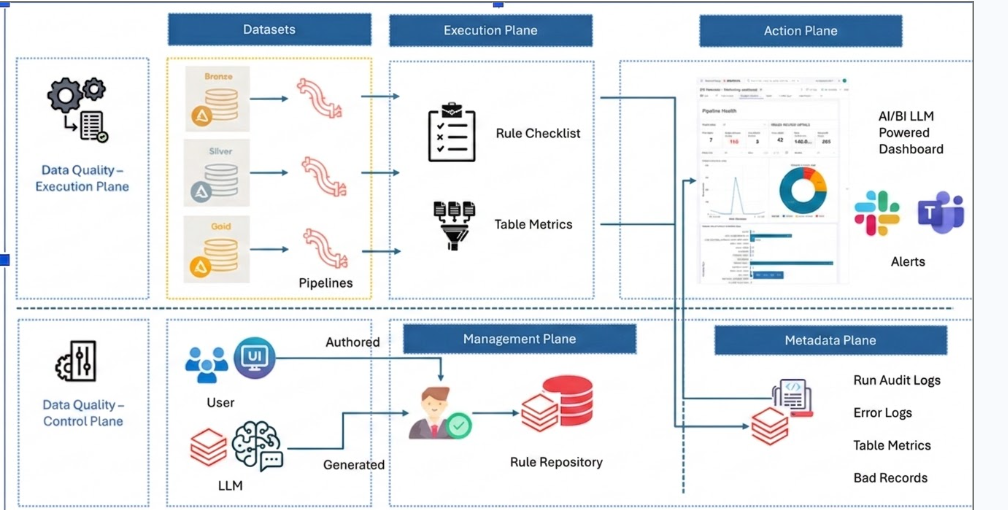 Datasets
Execution Plane
Action Plane
Data Quality –
Execution Plane
Bronze
Silver
Gold
Pipelines
Rule Checklist
Table Metrics
Pipeline Health
AI/BI LLM
Powered
Dashboard
Alerts
Data Quality –
Control Plane
User
UI
LLM
Authored
Generated
Management Plane
Rule Repository
Metadata Plane
Run Audit Logs
Error Logs
Table Metrics
Bad Records